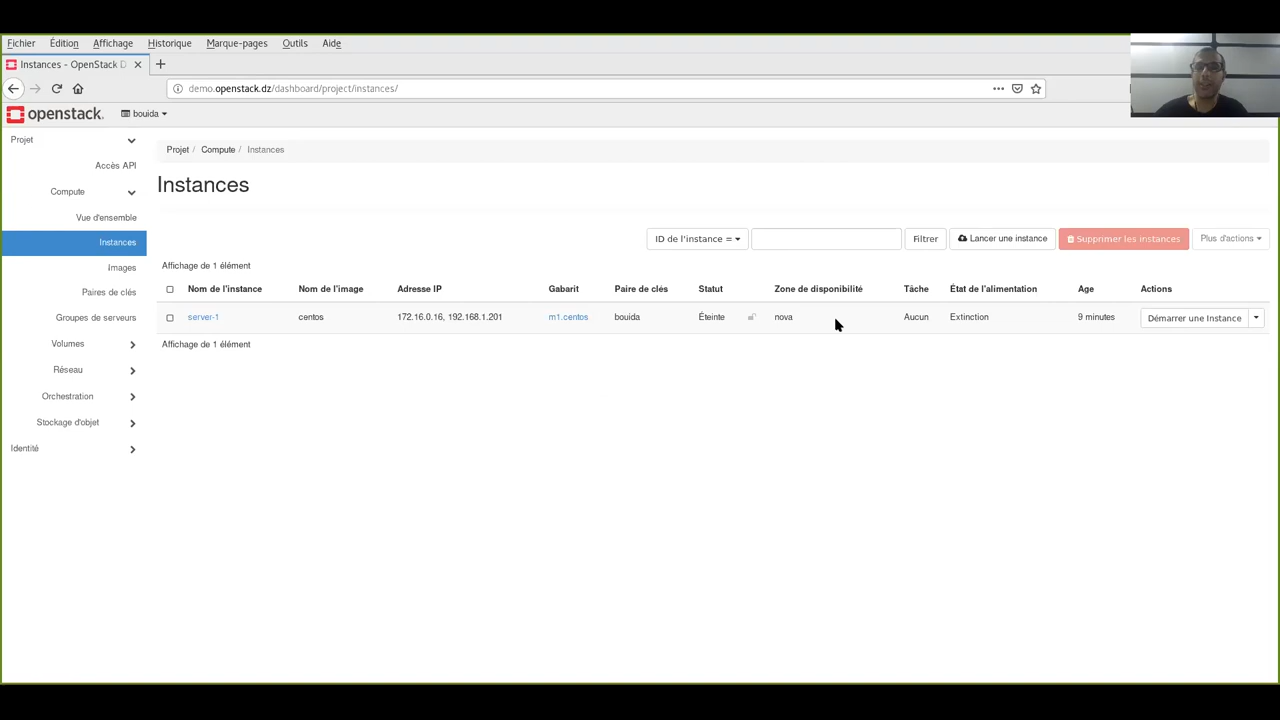 Fichier Édition Affichage Historique Marque-pages Outils Aide
Instances - OpenStack D
demo.openstack.dz/dashboard/project/instances/
openstack. bouida
Projet
Accès API
Compute
Vue d'ensemble
Instances
Images
Paires de clés
Groupes de serveurs
Volumes
Réseau
Orchestration
Stockage d'objet
Identité
Projet / Compute / Instances
Instances
ID de l'instance = Filtrer Lancer une instance Supprimer les instances Plus d'actions
Affichage de 1 élément
Nom de l'instance Nom de l'image Adresse IP Gabarit Paire de clés Statut Zone de disponibilité Tâche État de l'alimentation Age Actions
server-1 centos 172.16.0.16, 192.168.1.201 m1.centos bouida Éteinte nova Aucun Extinction 9 minutes Démarrer une Instance
Affichage de 1 élément